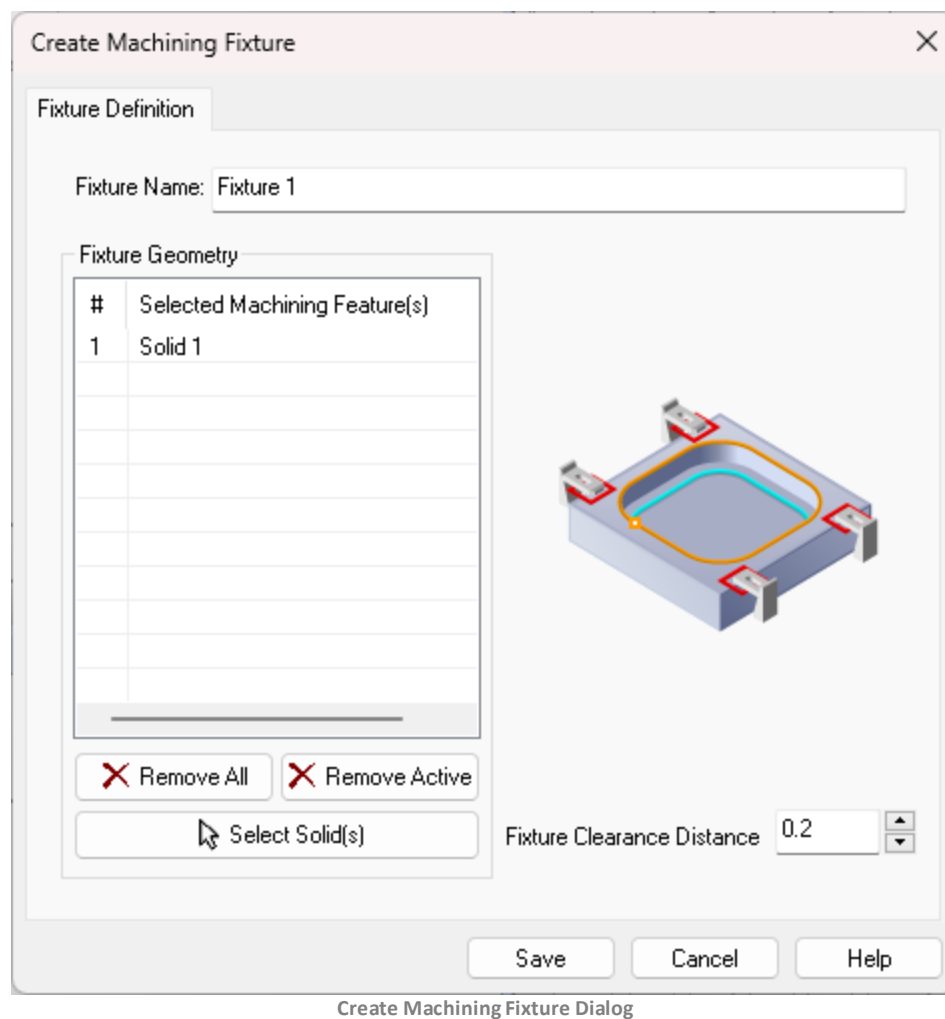 Create Machining Fixture
Fixture Definition
Fixture Name: Fixture 1
Fixture Geometry
# Selected Machining Feature(s)
1 Solid 1
Remove All Remove Active
Select Solid(s)
Fixture Clearance Distance 0.2
Save Cancel Help
Create Machining Fixture Dialog